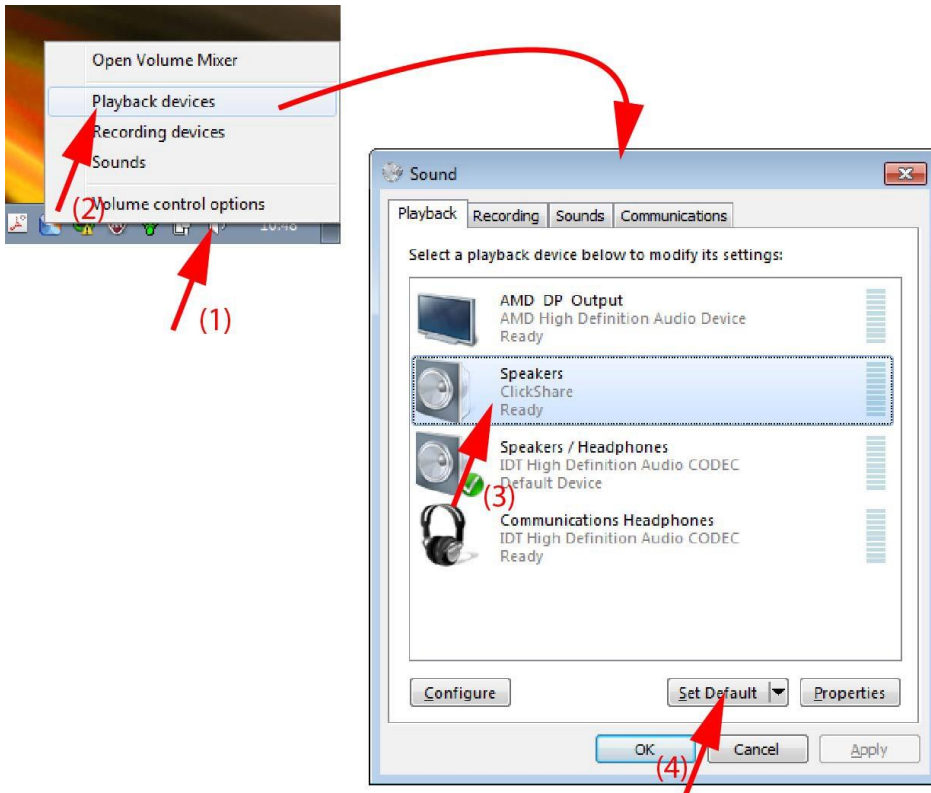 Open Volume Mixer
Playback devices
Recording devices
Sounds
(2)
Volume control options
10:48
(1)
Sound
Playback Recording Sounds Communications
Select a playback device below to modify its settings:
AMD DP Output
AMD High Definition Audio Device
Ready
Speakers
ClickShare
Ready
(3)
Speakers / Headphones
IDT High Definition Audio CODEC
Default Device
Communications Headphones
IDT High Definition Audio CODEC
Ready
Configure Set Default Properties
OK Cancel Apply
(4)